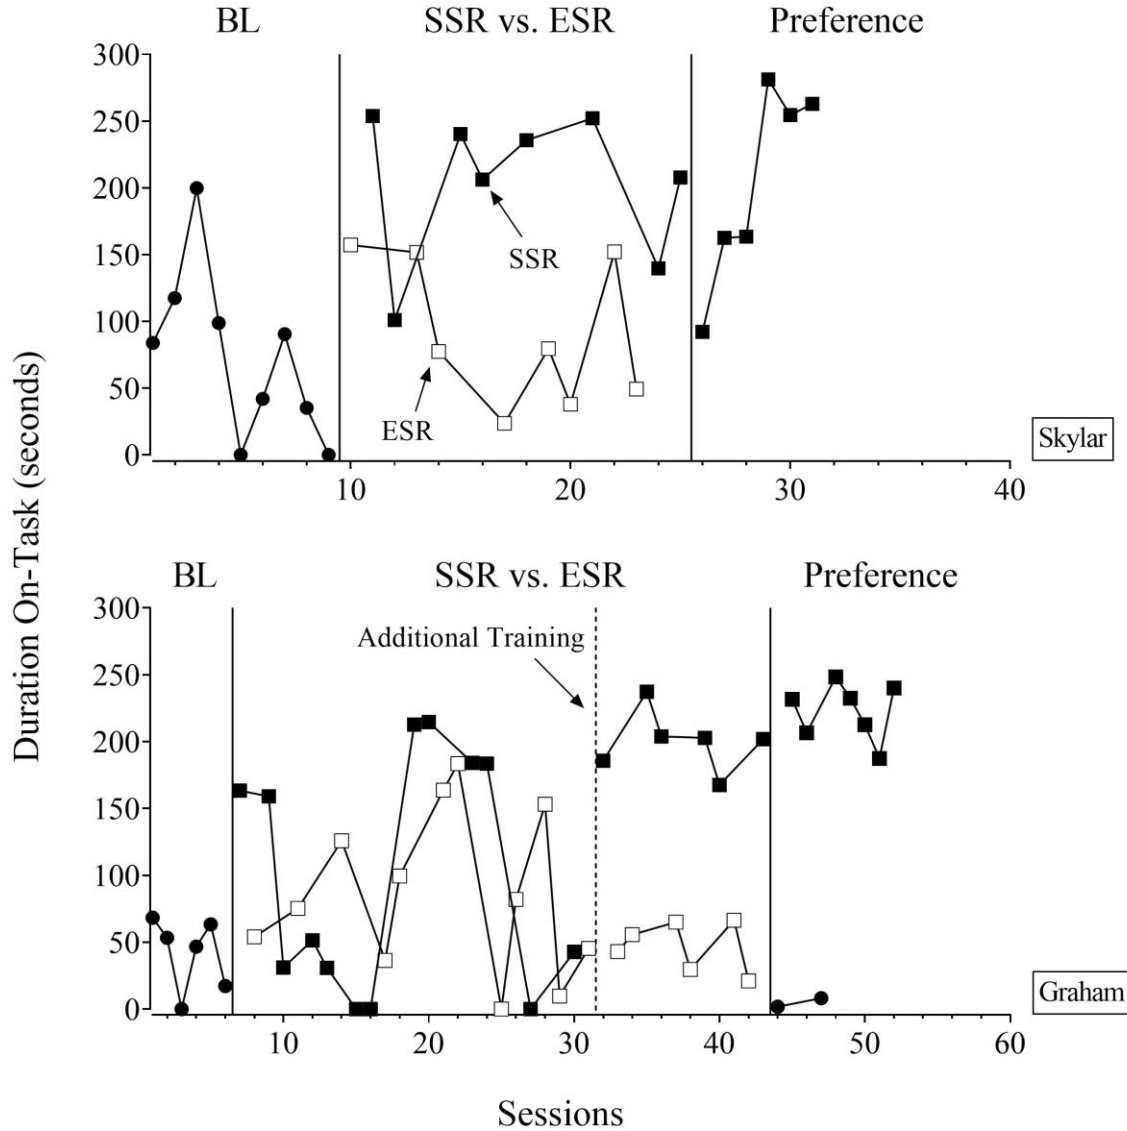 BL SSR vs. ESR Preference
300
250
200
150
100
50
0
SSR
ESR
Skylar
10 20 30 40
Duration On-Task (seconds)
BL SSR vs. ESR Preference
300
250
200
150
100
50
0
Additional Training
Graham
10 20 30 40 50 60
Sessions